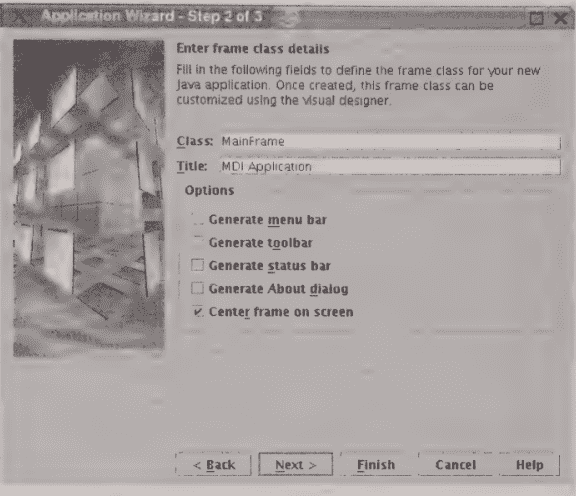 Application Wizard - Step 2 of 3
Enter frame class details
Fill in the following fields to define the frame class for your new
Java application. Once created, this frame class can be
customized using the visual designer.
Class: MainFrame
Title: MDI Application
Options
Generate menu bar
Generate toolbar
Generate status bar
Generate About dialog
Center frame on screen
< Back Next > Finish Cancel Help